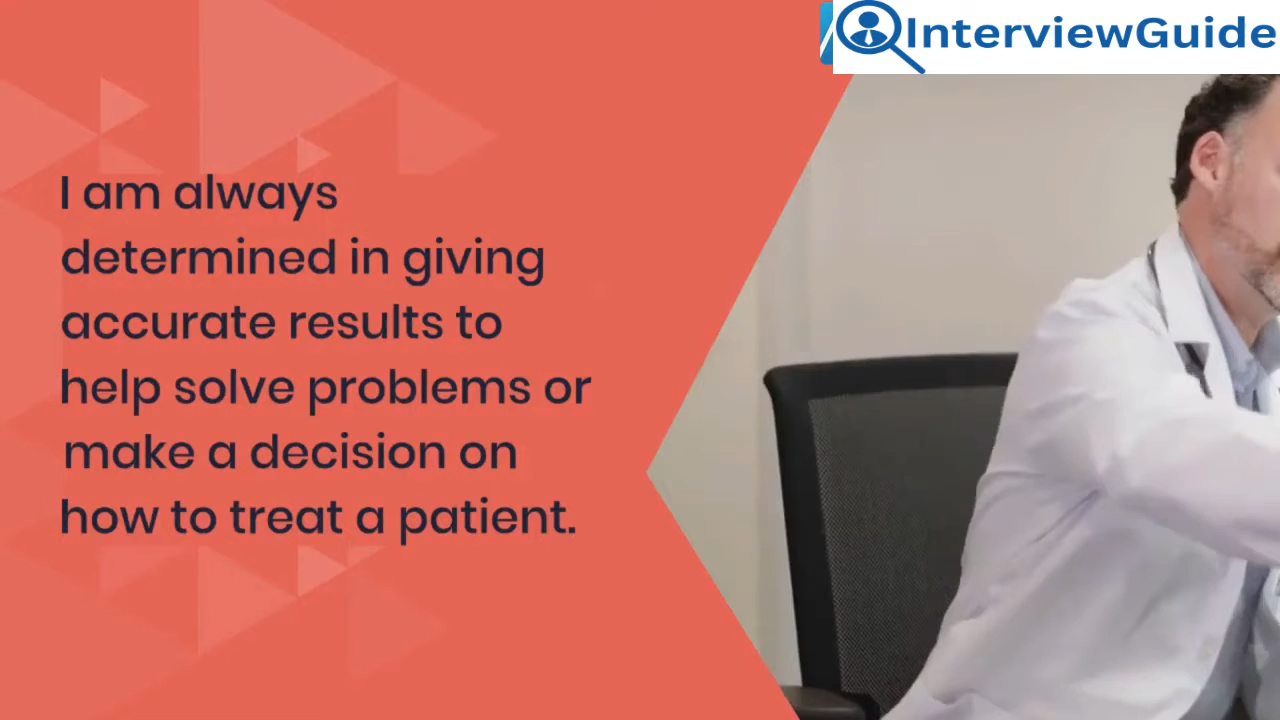 InterviewGuide
I am always
determined in giving
accurate results to
help solve problems or
make a decision on
how to treat a patient.